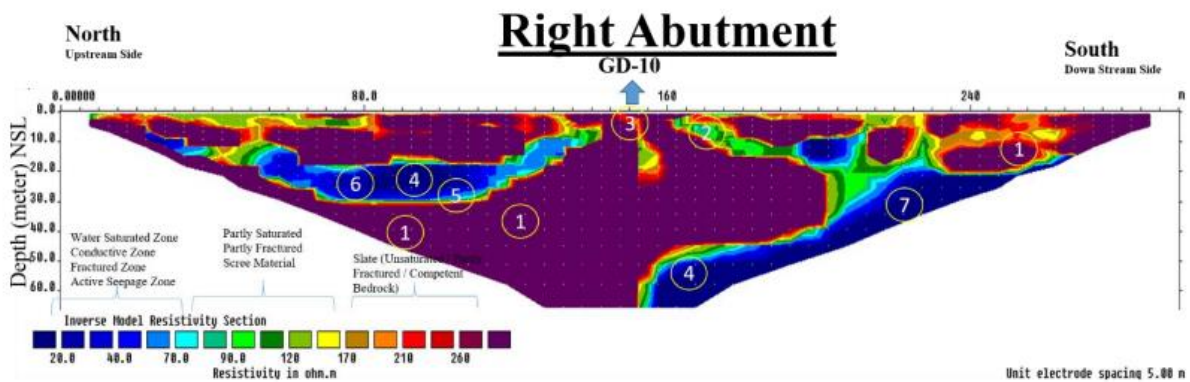 Right Abutment
North
Upstream Side
GD-10
South
Down Stream Side
0.00000 80.0 160 240 m
Depth (meter) NSL
0.0
10.0
20.0
30.0
40.0
50.0
60.0
3
2
1
6 4 5
7
1 1
4
Water Saturated Zone
Conductive Zone
Fractured Zone
Active Seepage Zone
Partly Saturated
Partly Fractured
Scree Material
Slate (Unsaturated
Fractured / Competent
Bedrock)
Inverse Model Resistivity Section
20.0 40.0 70.0 90.0 120 170 210 260
Resistivity in ohm.m
Unit electrode spacing 5.00 m